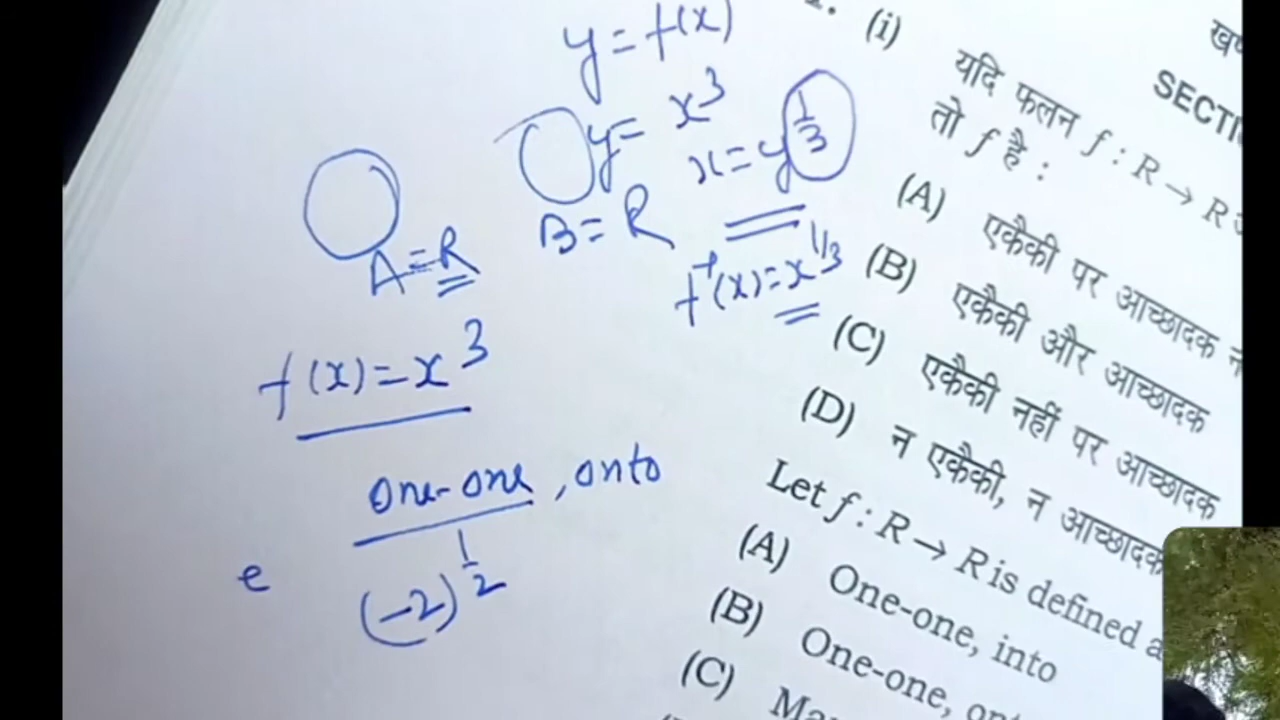 y = f(x)
y = x³
x = y^1/3
A = R
B = R
f⁻¹(x) = x^1/3
f(x) = x³
one-one, onto
e
(-2)^1/2
(i) यदि फलन f : R → R
तो f है :
(A) एकैकी पर आच्छादक
(B) एकैकी और आच्छादक
(C) एकैकी नहीं पर आच्छादक
(D) न एकैकी, न आच्छादक
Let f : R → R is defined
(A) One-one, into
(B) One-one,
(C)